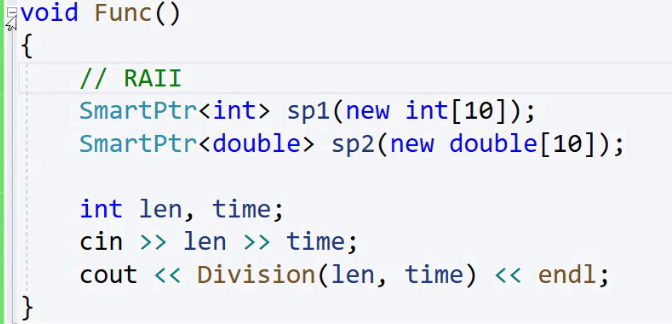 void Func()
{
    // RAII
    SmartPtr<int> sp1(new int[10]);
    SmartPtr<double> sp2(new double[10]);

    int len, time;
    cin >> len >> time;
    cout << Division(len, time) << endl;
}